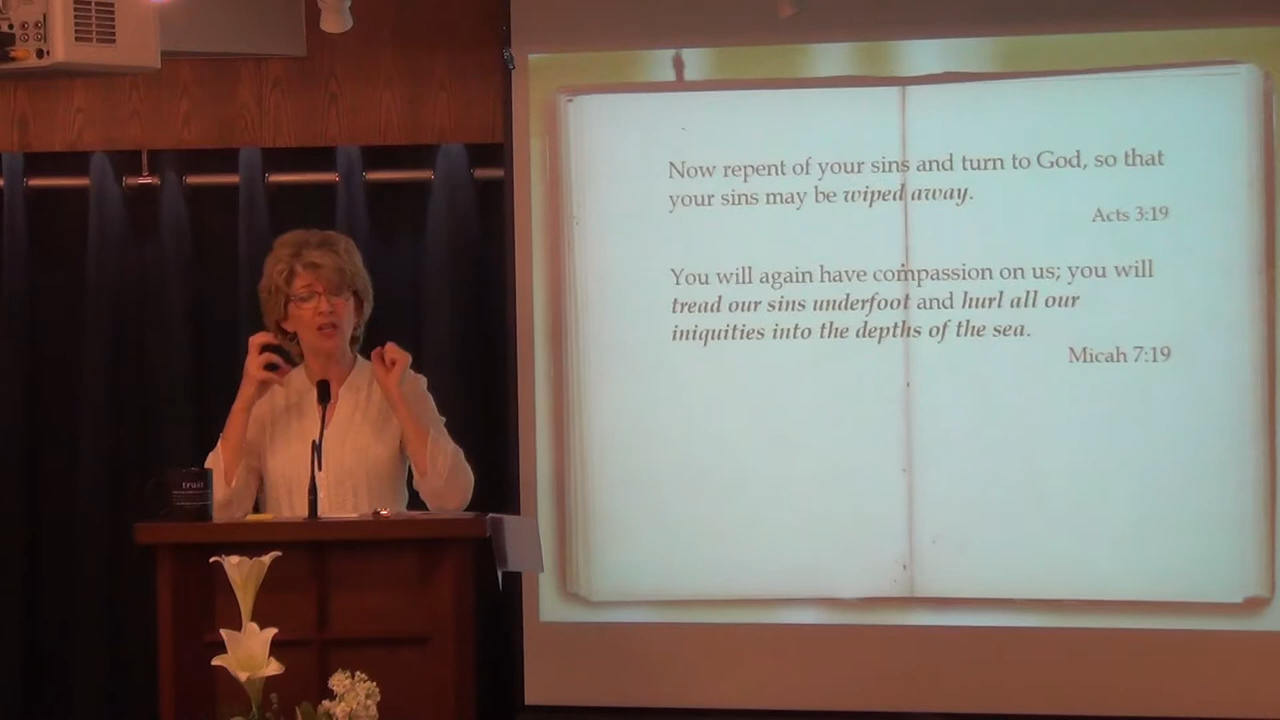 Now repent of your sins and turn to God, so that
your sins may be wiped away.
Acts 3:19
You will again have compassion on us; you will
tread our sins underfoot and hurl all our
iniquities into the depths of the sea.
Micah 7:19
trust